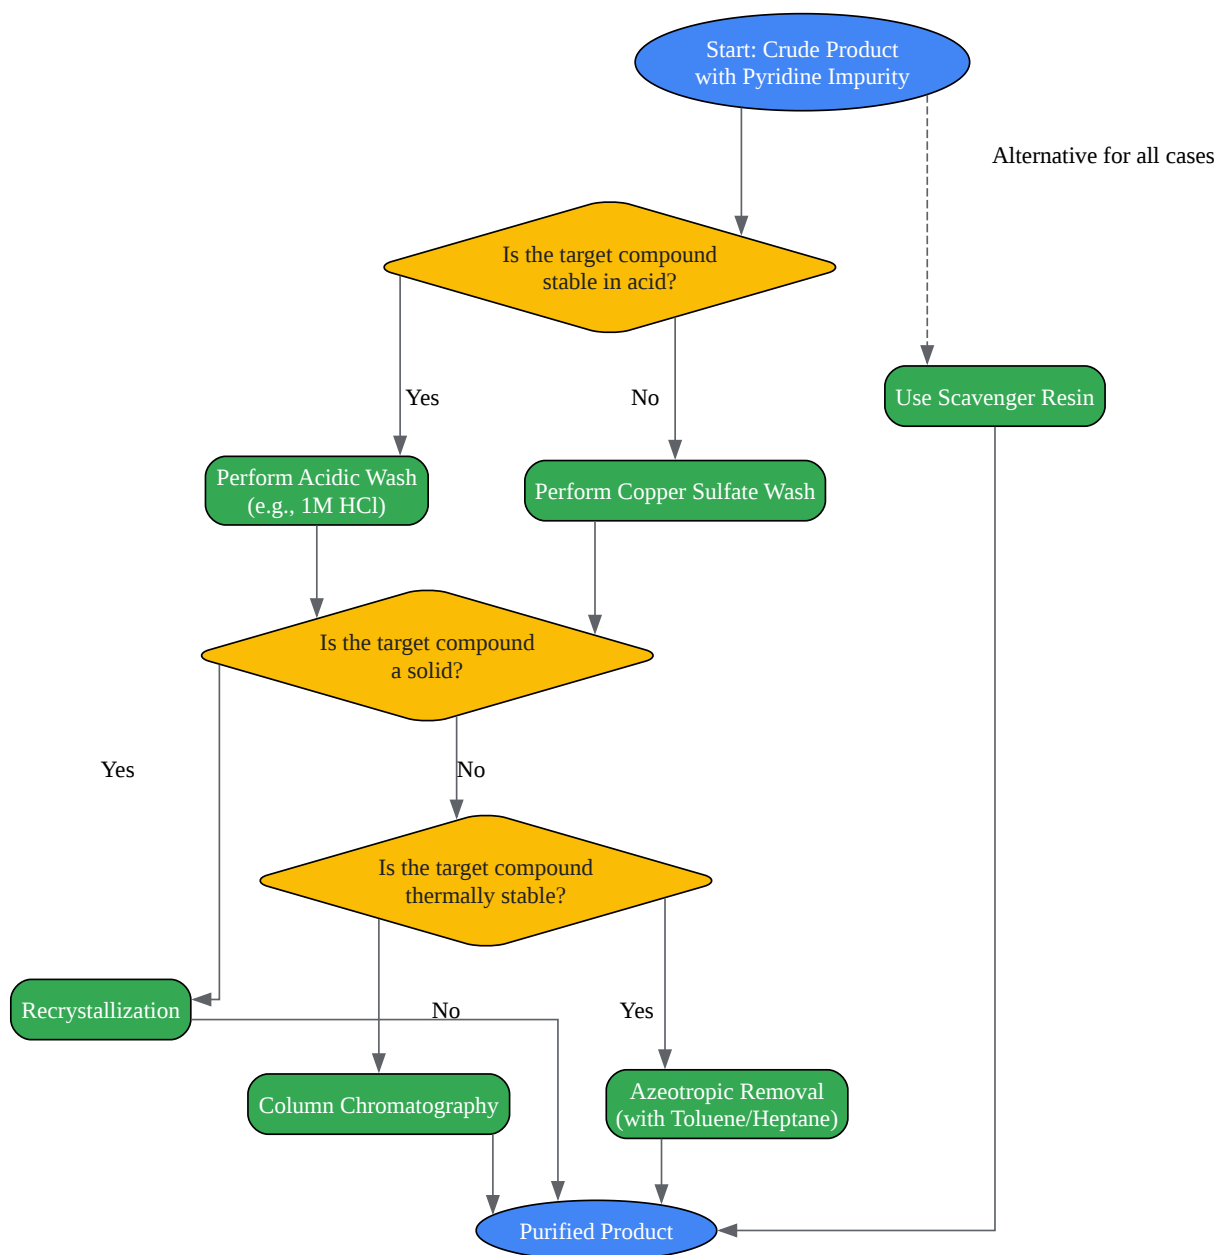 Start: Crude Product
with Pyridine Impurity
Alternative for all cases
Is the target compound
stable in acid?
Yes
No
Use Scavenger Resin
Perform Acidic Wash
(e.g., 1M HCl)
Perform Copper Sulfate Wash
Is the target compound
a solid?
Yes
No
Is the target compound
thermally stable?
Recrystallization
No
Yes
Column Chromatography
Azeotropic Removal
(with Toluene/Heptane)
Purified Product